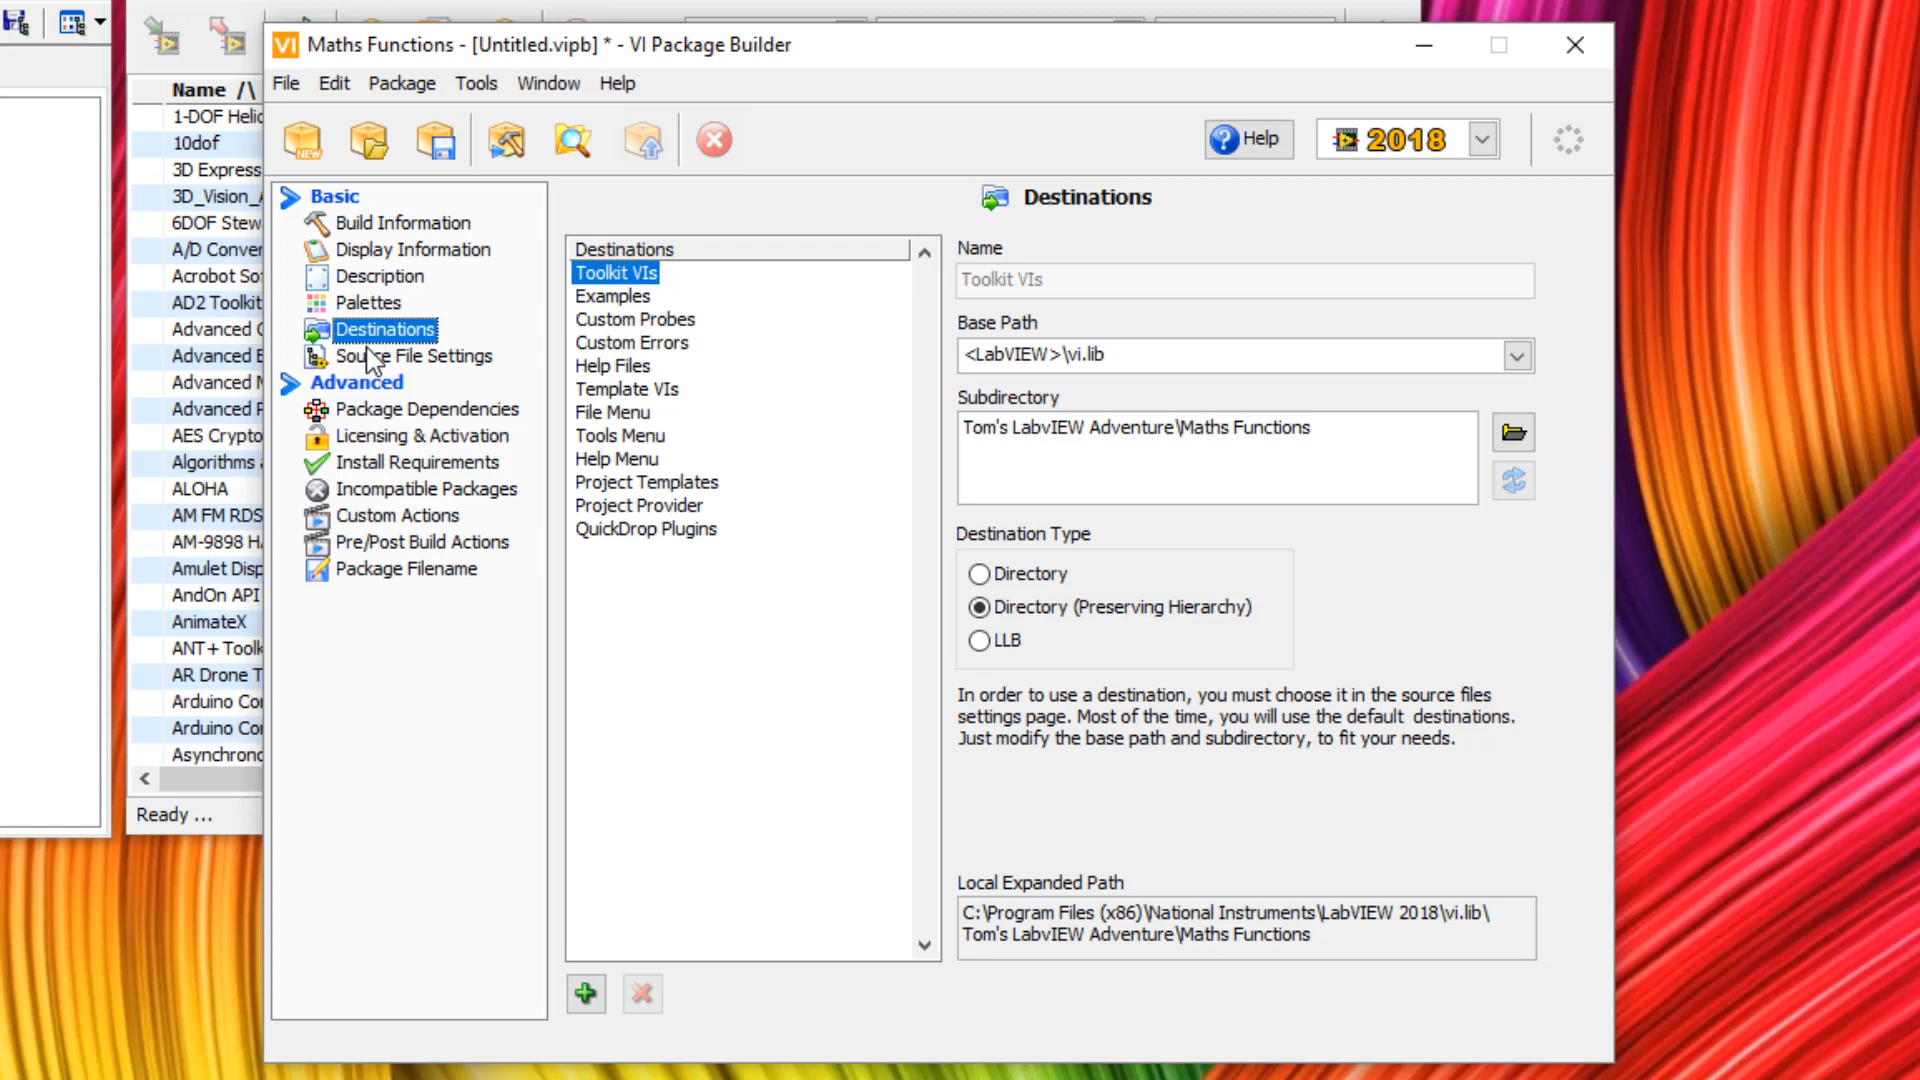 Name /\
1-DOF Helic
10dof
3D Express
3D_Vision_A
6DOF Stew
A/D Conver
Acrobot Sof
AD2 Toolkit
Advanced C
Advanced E
Advanced M
Advanced P
AES Crypto
Algorithms a
ALOHA
AM FM RDS
AM-9898 H
Amulet Disp
AndOn API
AnimateX
ANT+ Toolk
AR Drone T
Arduino Co
Arduino Co
Asynchrono
Ready ...
VI Maths Functions - [Untitled.vipb] * - VI Package Builder
File Edit Package Tools Window Help
NEW
? Help
2018
Basic
Build Information
Display Information
Description
Palettes
Destinations
Source File Settings
Advanced
Package Dependencies
Licensing & Activation
Install Requirements
Incompatible Packages
Custom Actions
Pre/Post Build Actions
Package Filename
Destinations
Destinations
Toolkit VIs
Examples
Custom Probes
Custom Errors
Help Files
Template VIs
File Menu
Tools Menu
Help Menu
Project Templates
Project Provider
QuickDrop Plugins
Name
Toolkit VIs
Base Path
<LabVIEW>\vi.lib
Subdirectory
Tom's LabvIEW Adventure\Maths Functions
Destination Type
Directory
Directory (Preserving Hierarchy)
LLB
In order to use a destination, you must choose it in the source files
settings page. Most of the time, you will use the default destinations.
Just modify the base path and subdirectory, to fit your needs.
Local Expanded Path
C:\Program Files (x86)\National Instruments\LabVIEW 2018\vi.lib\
Tom's LabvIEW Adventure\Maths Functions